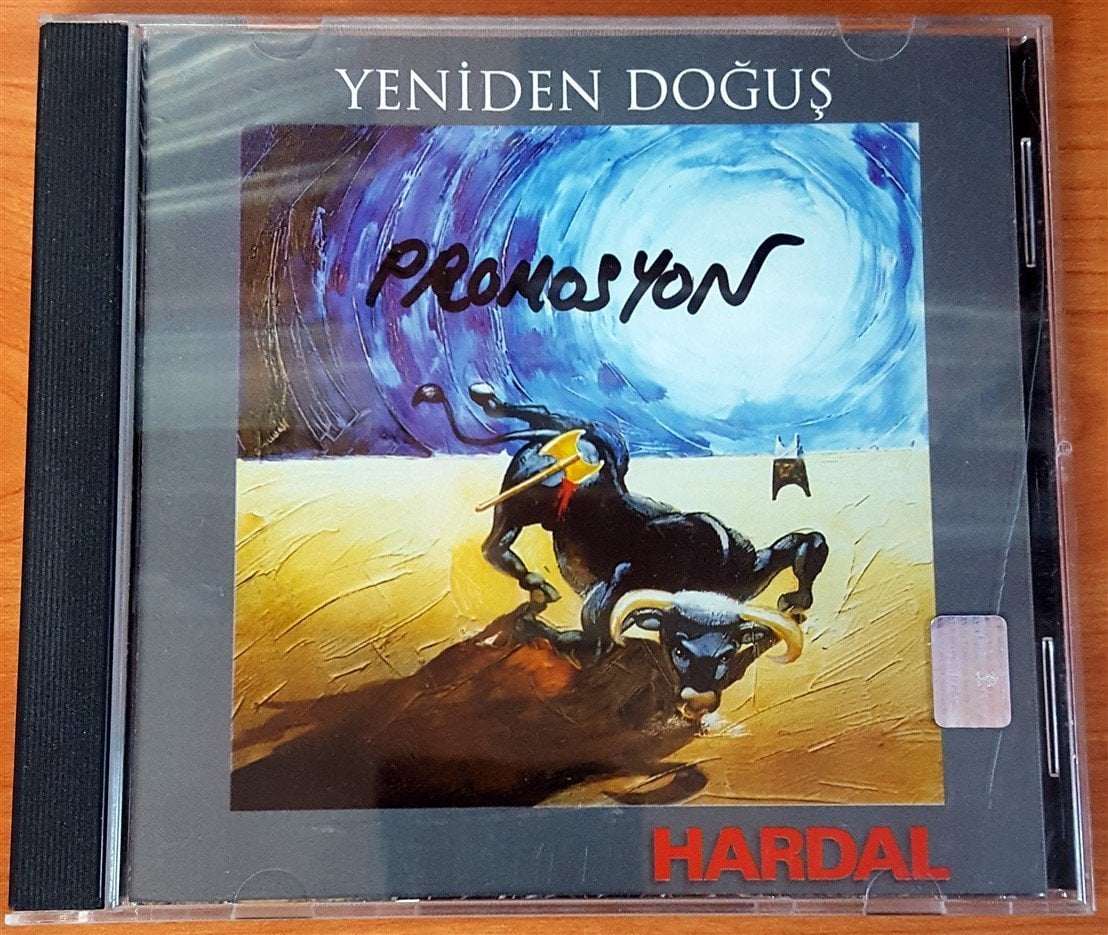 YENİDEN DOĞUŞ
PROMOSYON
HARDAL